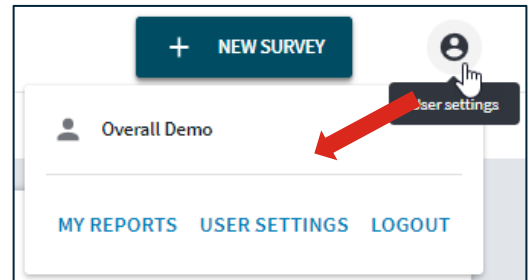 + NEW SURVEY
User settings
Overall Demo
MY REPORTS USER SETTINGS LOGOUT